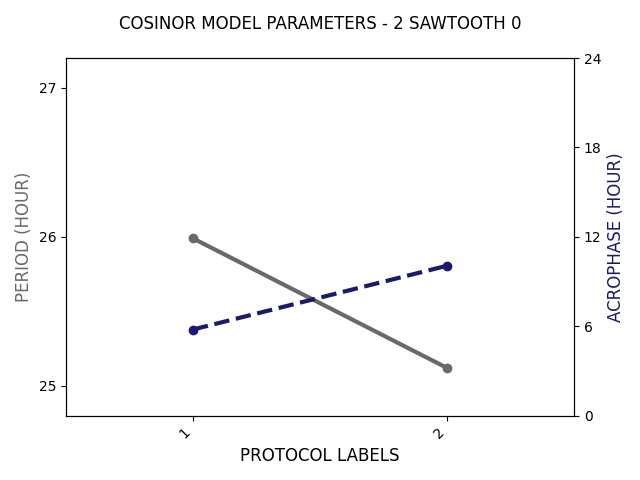 COSINOR MODEL PARAMETERS - 2 SAWTOOTH 0
27
26
25
PERIOD (HOUR)
24
18
12
6
0
ACROPHASE (HOUR)
1
2
PROTOCOL LABELS